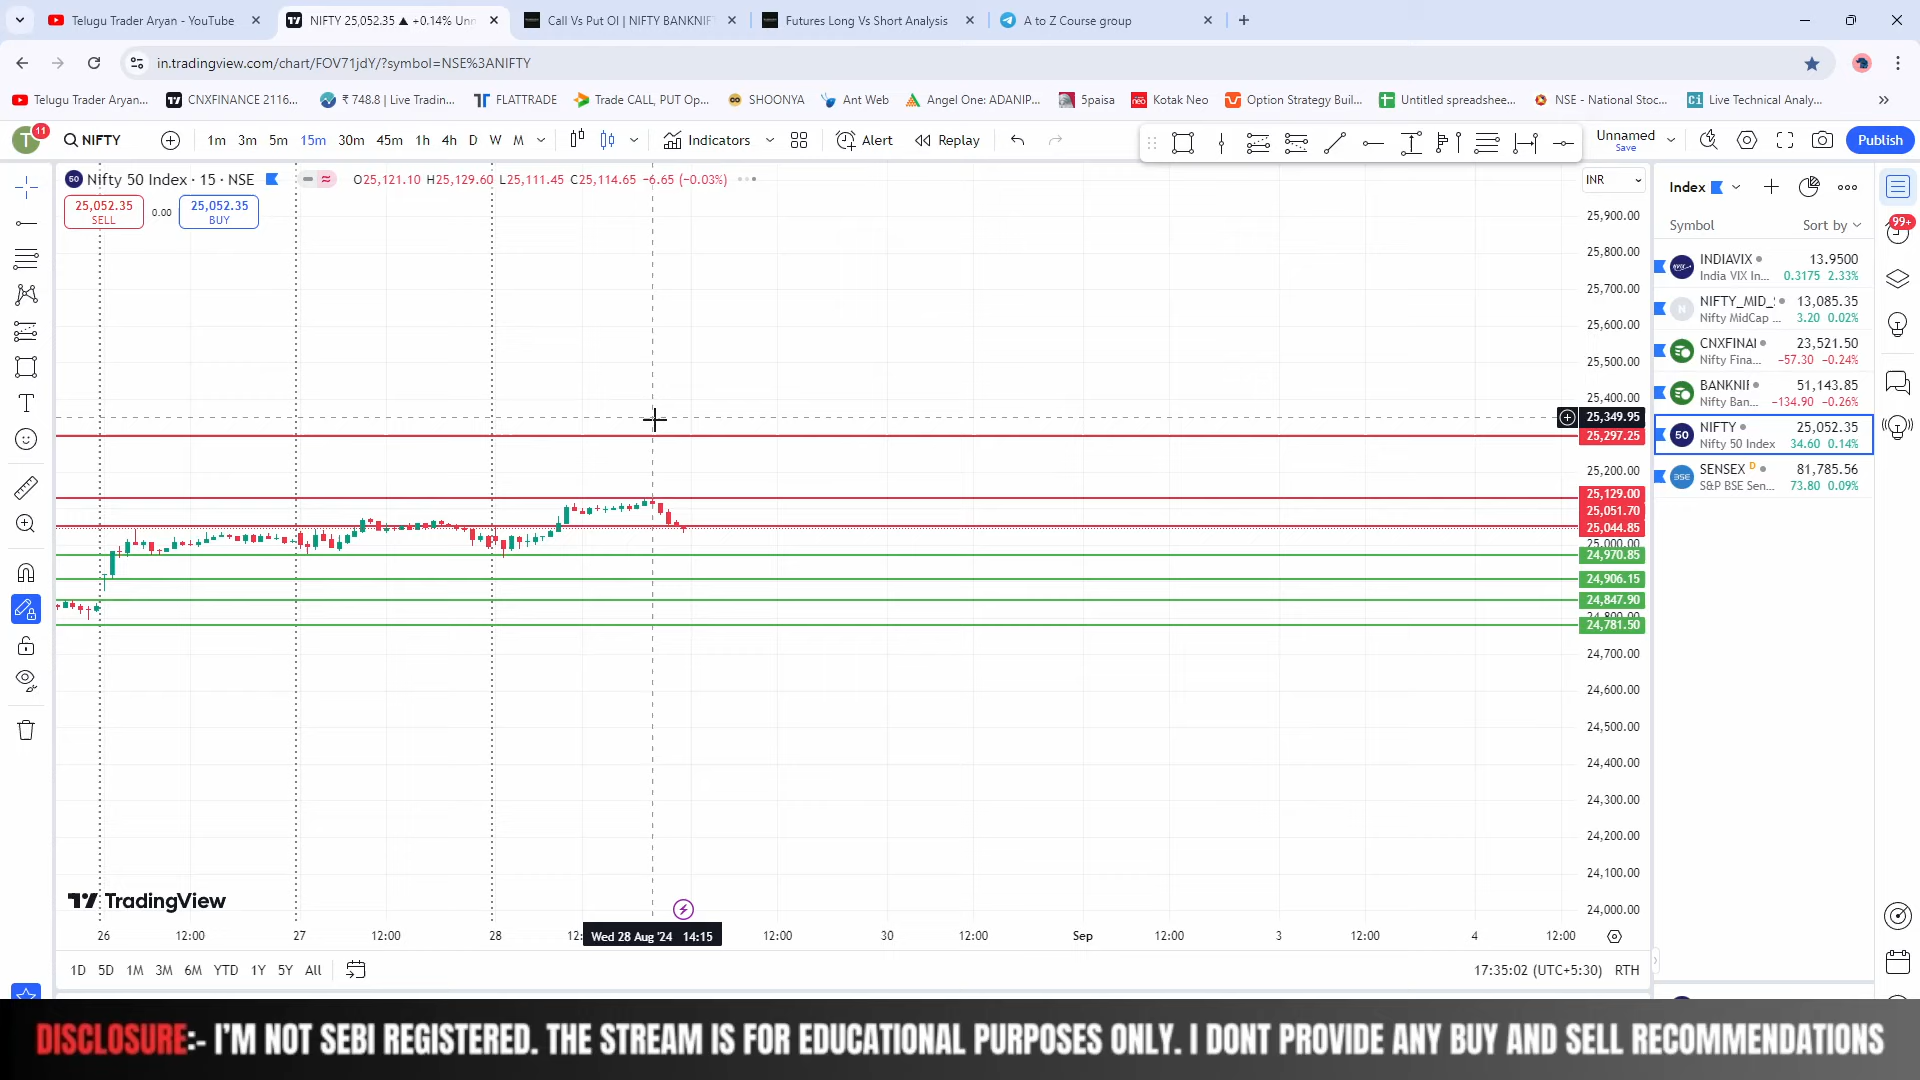 Telugu Trader Aryan - YouTube
NIFTY 25,052.35 ▲ +0.14% Unn
Call Vs Put OI | NIFTY BANKNIF
Futures Long Vs Short Analysis
A to Z Course group
in.tradingview.com/chart/FOV71jdY/?symbol=NSE%3ANIFTY
Telugu Trader Aryan...
CNXFINANCE 2116...
₹ 748.8 | Live Tradin...
FLATTRADE
Trade CALL, PUT Op...
SHOONYA
Ant Web
Angel One: ADANIP...
5paisa
Kotak Neo
Option Strategy Buil...
Untitled spreadshee...
NSE - National Stoc...
Live Technical Analy...
T
11
NIFTY
1m 3m 5m 15m 30m 45m 1h 4h D W M
Indicators
Alert
Replay
Unnamed
Save
Publish
50
Nifty 50 Index · 15 · NSE
O25,121.10 H25,129.60 L25,111.45 C25,114.65 −6.65 (−0.03%)
25,052.35
SELL
0.00
25,052.35
BUY
INR
25,900.00
25,800.00
25,700.00
25,600.00
25,500.00
25,400.00
25,349.95
25,297.25
25,200.00
25,129.00
25,051.70
25,044.85
25,000.00
24,970.85
24,906.15
24,847.90
24,800.00
24,781.50
24,700.00
24,600.00
24,500.00
24,400.00
24,300.00
24,200.00
24,100.00
24,000.00
Index
Symbol
Sort by
99+
INDIAVIX 13.9500
India VIX In... 0.3175 2.33%
NIFTY_MID_ 13,085.35
Nifty MidCap ... 3.20 0.02%
CNXFINAI 23,521.50
Nifty Fina... −57.30 −0.24%
BANKNIF 51,143.85
Nifty Ban... −134.90 −0.26%
50
NIFTY 25,052.35
Nifty 50 Index 34.60 0.14%
BSE
SENSEX D 81,785.56
S&P BSE Sen... 73.80 0.09%
TradingView
26 12:00 27 12:00 28 12: Wed 28 Aug '24 14:15 12:00 30 12:00 Sep 12:00 3 12:00 4 12:00
1D 5D 1M 3M 6M YTD 1Y 5Y All
17:35:02 (UTC+5:30) RTH
DISCLOSURE:- I'M NOT SEBI REGISTERED. THE STREAM IS FOR EDUCATIONAL PURPOSES ONLY. I DONT PROVIDE ANY BUY AND SELL RECOMMENDATIONS